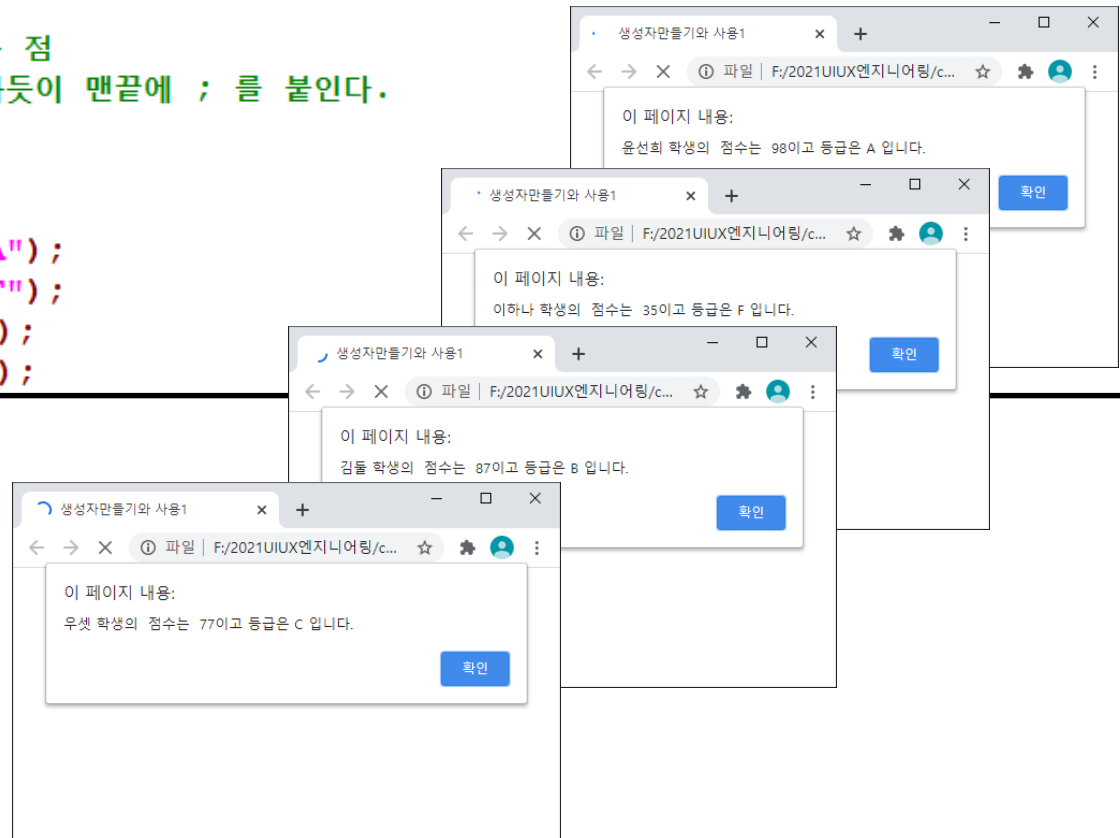 점
듯이 맨끝에 ; 를 붙인다.
");
");
);
);
생성자만들기와 사용1
파일 F:/2021UIUX엔지니어링/c...
이 페이지 내용:
윤선희 학생의 점수는 98이고 등급은 A 입니다.
확인
생성자만들기와 사용1
파일 F:/2021UIUX엔지니어링/c...
이 페이지 내용:
이하나 학생의 점수는 35이고 등급은 F 입니다.
확인
생성자만들기와 사용1
파일 F:/2021UIUX엔지니어링/c...
이 페이지 내용:
김둘 학생의 점수는 87이고 등급은 B 입니다.
확인
생성자만들기와 사용1
파일 F:/2021UIUX엔지니어링/c...
이 페이지 내용:
우셋 학생의 점수는 77이고 등급은 C 입니다.
확인